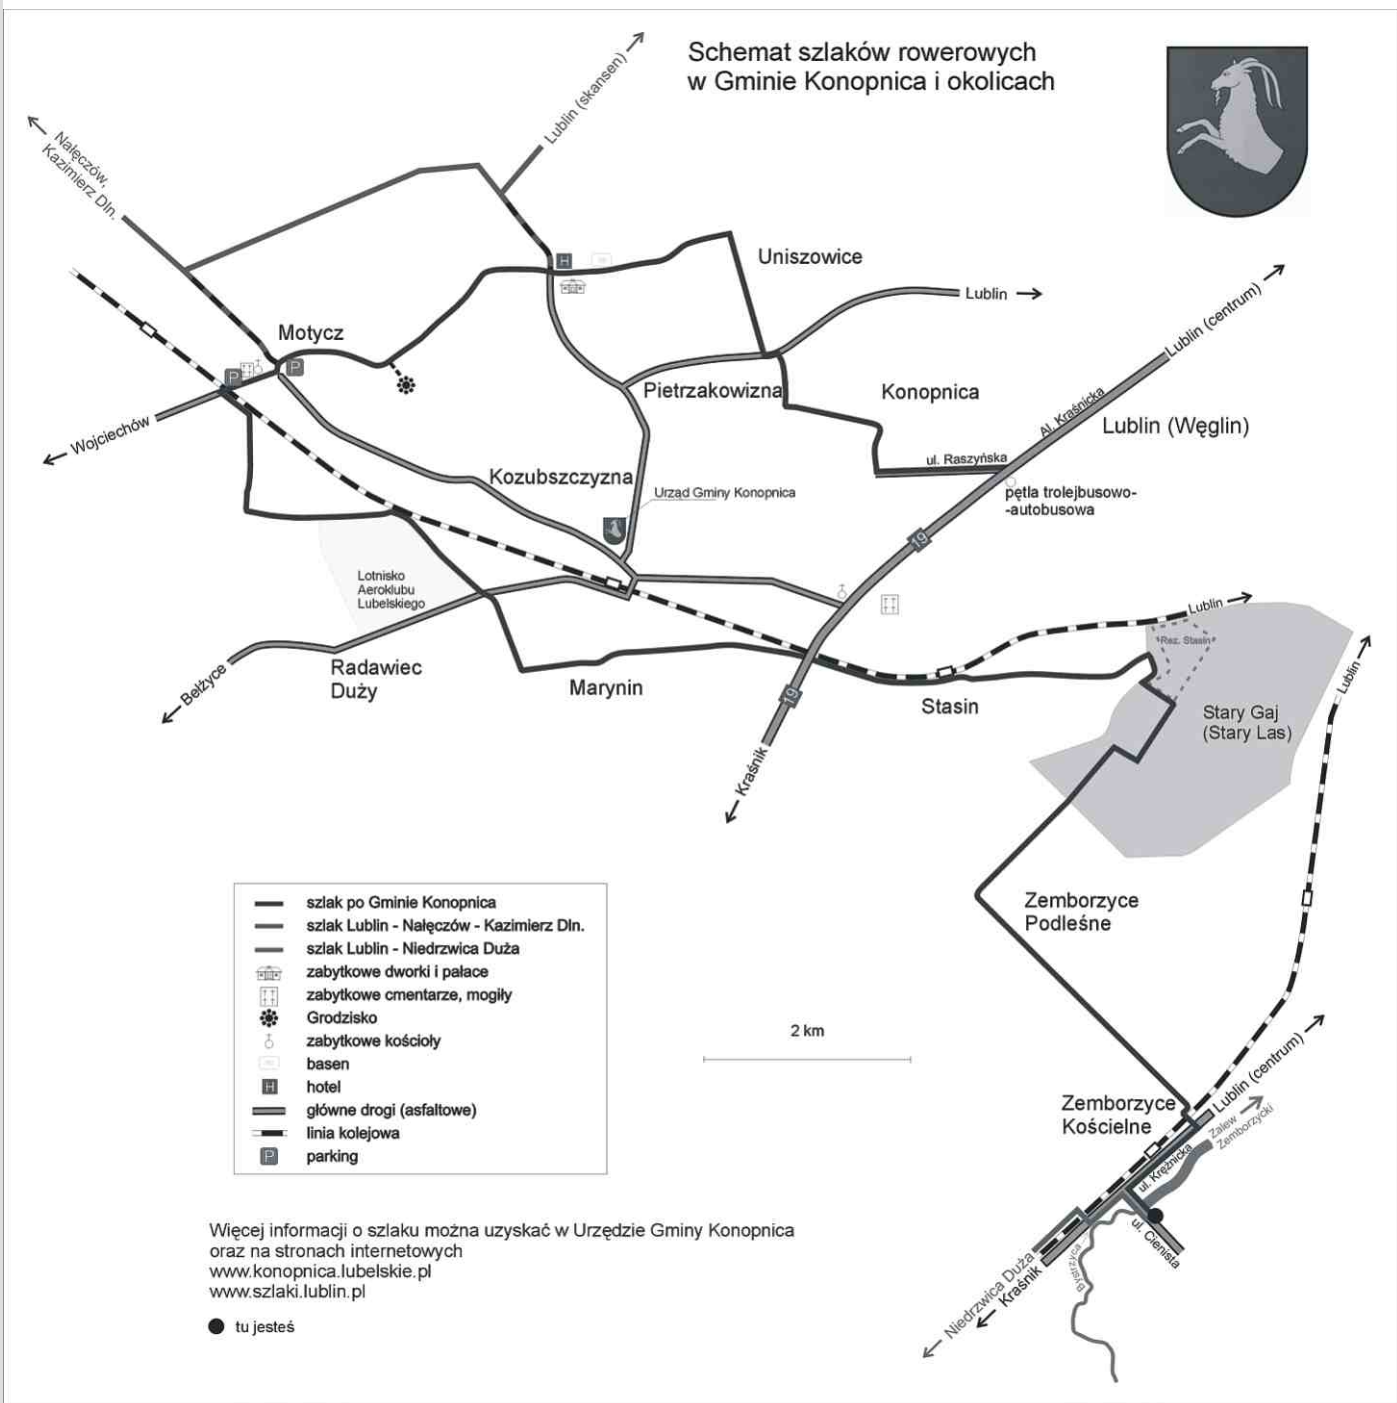 Schemat szlaków rowerowych
w Gminie Konopnica i okolicach
Lublin (skansen)
Nałęczów,
Kazimierz Dln.
Uniszowice
Lublin
Lublin (centrum)
Motycz
P
P
H
Wojciechów
Pietrzakowizna
Konopnica
Al. Kraśnicka
Lublin (Węglin)
ul. Raszyńska
Kozubszczyzna
Urząd Gminy Konopnica
pętla trolejbusowo-
-autobusowa
19
Lotnisko
Aeroklubu
Lubelskiego
Lublin
Rez. Stasin
Bełżyce
Radawiec
Duży
Marynin
19
Stasin
Stary Gaj
(Stary Las)
Lublin
Kraśnik
szlak po Gminie Konopnica
szlak Lublin - Nałęczów - Kazimierz Dln.
szlak Lublin - Niedrzwica Duża
zabytkowe dworki i pałace
zabytkowe cmentarze, mogiły
Grodzisko
zabytkowe kościoły
basen
H hotel
główne drogi (asfaltowe)
linia kolejowa
P parking
2 km
Zemborzyce
Podleśne
Zemborzyce
Kościelne
Lublin (centrum)
Zalew
Zemborzycki
ul. Krężnicka
ul. Cienista
Bystrzyca
Niedrzwica Duża
Kraśnik
Więcej informacji o szlaku można uzyskać w Urzędzie Gminy Konopnica
oraz na stronach internetowych
www.konopnica.lubelskie.pl
www.szlaki.lublin.pl
tu jesteś